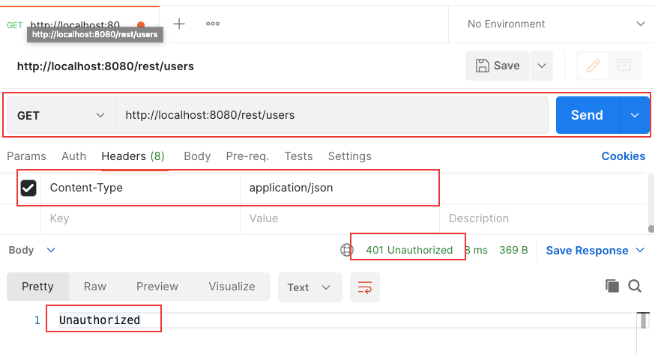 GET http://localhost:8080
http://localhost:8080/rest/users
No Environment
http://localhost:8080/rest/users
Save
GET http://localhost:8080/rest/users Send
Params Auth Headers (8) Body Pre-req. Tests Settings Cookies
Content-Type application/json
Key Value Description
Body 401 Unauthorized 8 ms 369 B Save Response
Pretty Raw Preview Visualize Text
1 Unauthorized